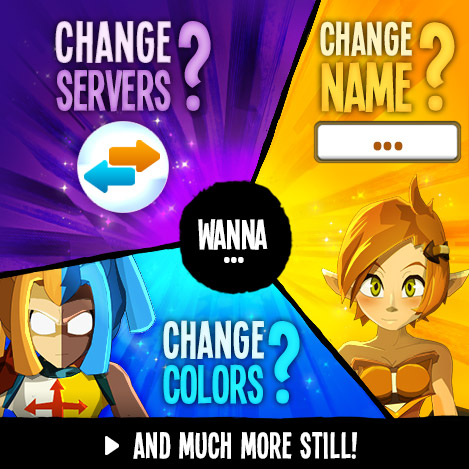 CHANGE
SERVERS?
CHANGE
NAME?
...
WANNA
...
CHANGE
COLORS?
AND MUCH MORE STILL!